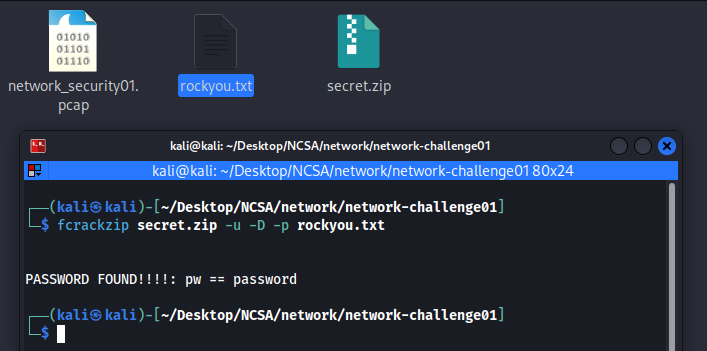 01010
01101
01110
network_security01.
pcap
rockyou.txt
secret.zip
kali@kali: ~/Desktop/NCSA/network/network-challenge01
kali@kali: ~/Desktop/NCSA/network/network-challenge01 80x24
┌──(kali㉿kali)-[~/Desktop/NCSA/network/network-challenge01]
└─$ fcrackzip secret.zip -u -D -p rockyou.txt
PASSWORD FOUND!!!!: pw == password
┌──(kali㉿kali)-[~/Desktop/NCSA/network/network-challenge01]
└─$